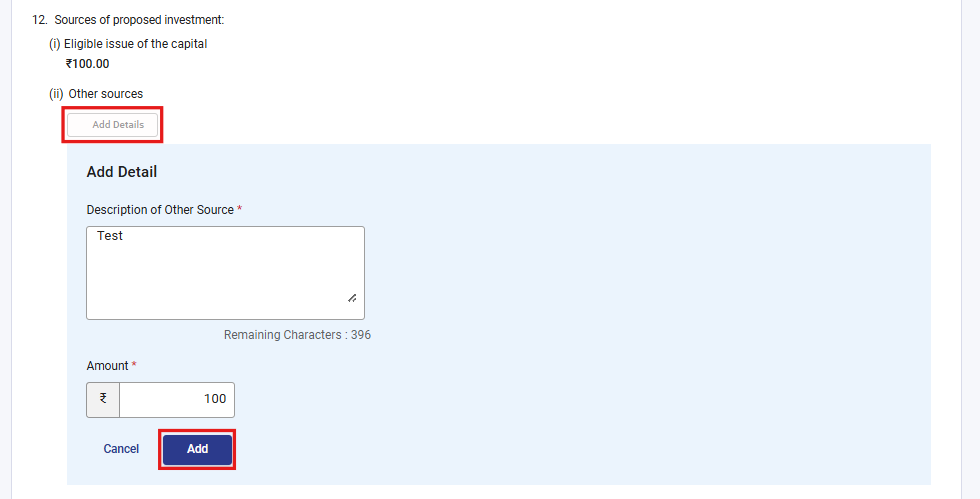 12. Sources of proposed investment:
(i) Eligible issue of the capital
₹100.00
(ii) Other sources
Add Details
Add Detail
Description of Other Source *
Test
Remaining Characters : 396
Amount *
₹ 100
Cancel Add